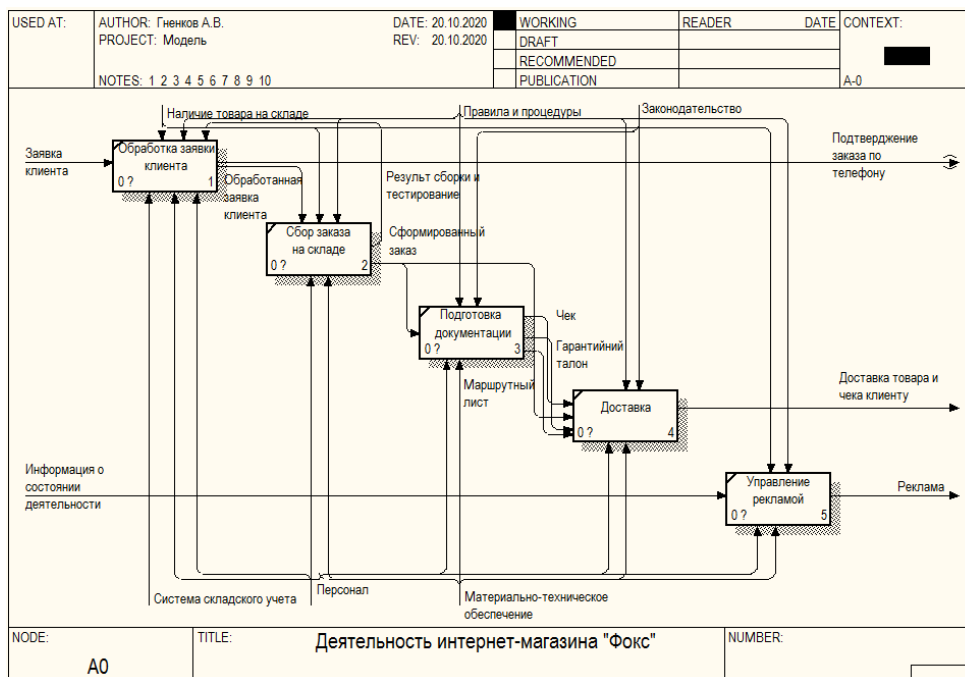 USED AT:
AUTHOR: Гненков А.В.
DATE: 20.10.2020
PROJECT: Модель
REV: 20.10.2020
NOTES: 1 2 3 4 5 6 7 8 9 10
WORKING
DRAFT
RECOMMENDED
PUBLICATION
READER
DATE
CONTEXT:
A-0
Наличие товара на складе
Правила и процедуры
Законодательство
Заявка
клиента
Обработка заявки
клиента
0 ?
1
Подтверджение
заказа по
телефону
Обработанная
заявка
клиента
Результ сборки и
тестирование
Сбор заказа
на складе
0 ?
2
Сформированный
заказ
Подготовка
документации
0 ?
3
Чек
Гарантийний
талон
Маршрутный
лист
Доставка
0 ?
4
Доставка товара и
чека клиенту
Информация о
состоянии
деятельности
Управление
рекламой
0 ?
5
Реклама
Система складского учета
Персонал
Материально-техническое
обеспечение
NODE:
A0
TITLE:
Деятельность интернет-магазина "Фокс"
NUMBER: